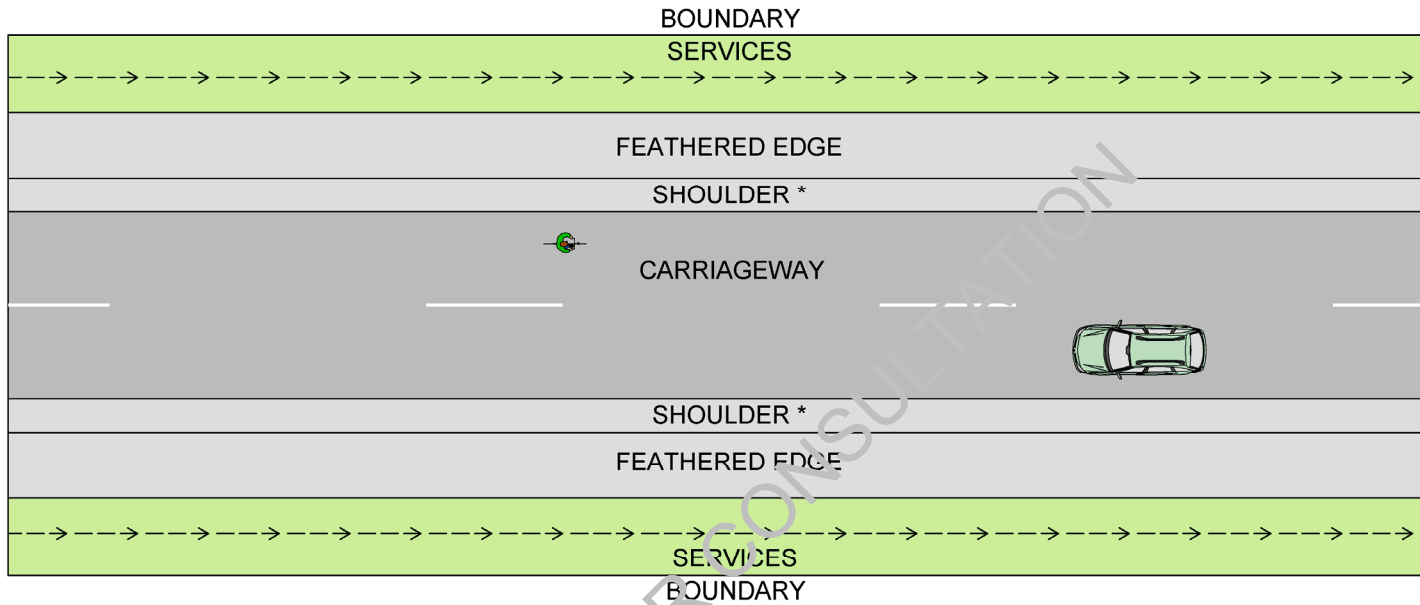 BOUNDARY
SERVICES
FEATHERED EDGE
SHOULDER *
CARRIAGEWAY
SHOULDER *
FEATHERED EDGE
SERVICES
BOUNDARY
CONSULTATION